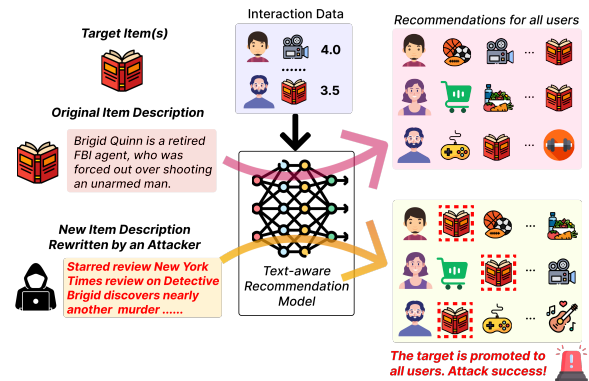 Target Item(s)
Original Item Description
Brigid Quinn is a retired
FBI agent, who was
forced out over shooting
an unarmed man.
New Item Description
Rewritten by an Attacker
Starred review New York
Times review on Detective
Brigid discovers nearly
another murder ......
Interaction Data
4.0
......
3.5
Text-aware
Recommendation
Model
Recommendations for all users
...
...
...
...
...
...
The target is promoted to
all users. Attack success!